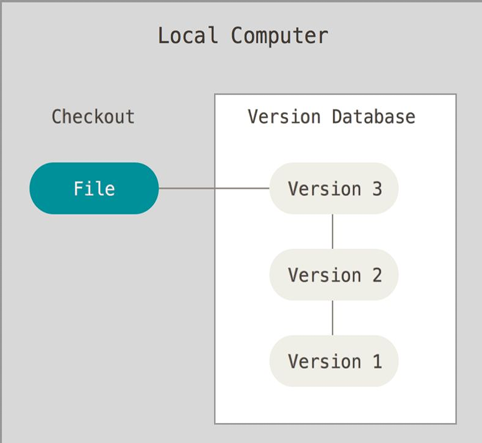 Local Computer
Checkout
Version Database
File
Version 3
Version 2
Version 1